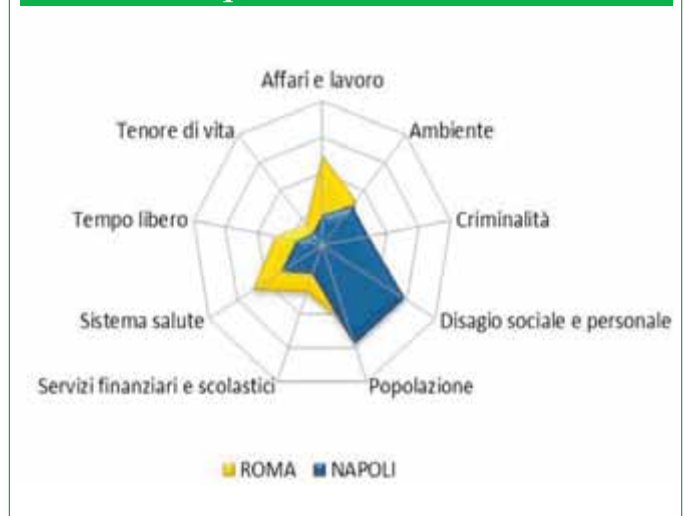 Affari e lavoro
Tenore di vita
Ambiente
Tempo libero
Criminalità
Sistema salute
Disagio sociale e personale
Servizi finanziari e scolastici
Popolazione
ROMA NAPOLI